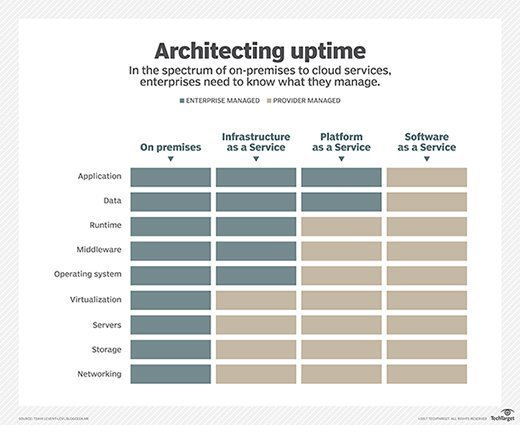 Architecting uptime
In the spectrum of on-premises to cloud services,
enterprises need to know what they manage.
ENTERPRISE MANAGED PROVIDER MANAGED
On premises
Infrastructure
as a Service
Platform
as a Service
Software
as a Service
Application
Data
Runtime
Middleware
Operating system
Virtualization
Servers
Storage
Networking
TechTarget